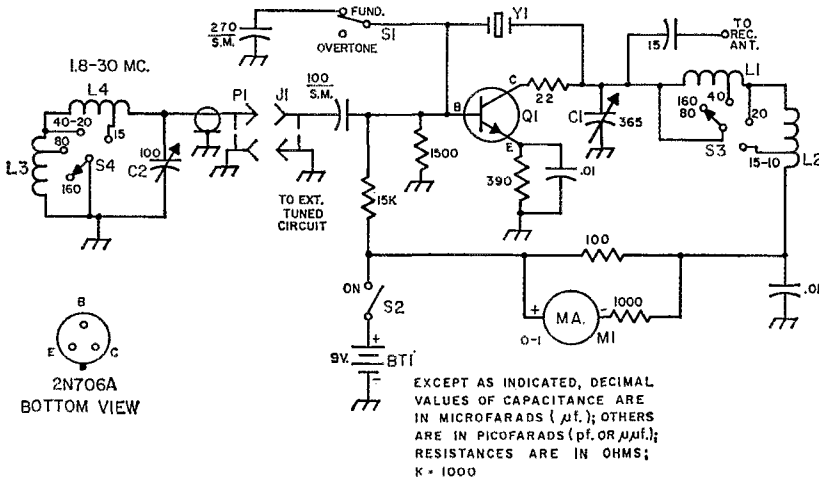 270
S.M.
FUND.
S1
OVERTONE
Y1
TO
REC.
ANT.
15
1.8-30 MC.
L4
40-20
15
80
L3
160
S4
100
C2
P1
J1
100
S.M.
TO EXT.
TUNED
CIRCUIT
15K
1500
B
C
E
Q1
22
390
.01
C1
365
L1
40
160
80
20
S3
15-10
L2
100
.01
ON
S2
+
MA.
-
1000
0-1
M1
9V.
+
BT1
-
B
E
C
2N706A
BOTTOM VIEW
EXCEPT AS INDICATED, DECIMAL
VALUES OF CAPACITANCE ARE
IN MICROFARADS (µf.); OTHERS
ARE IN PICOFARADS (pf. OR µµf.);
RESISTANCES ARE IN OHMS;
K = 1000